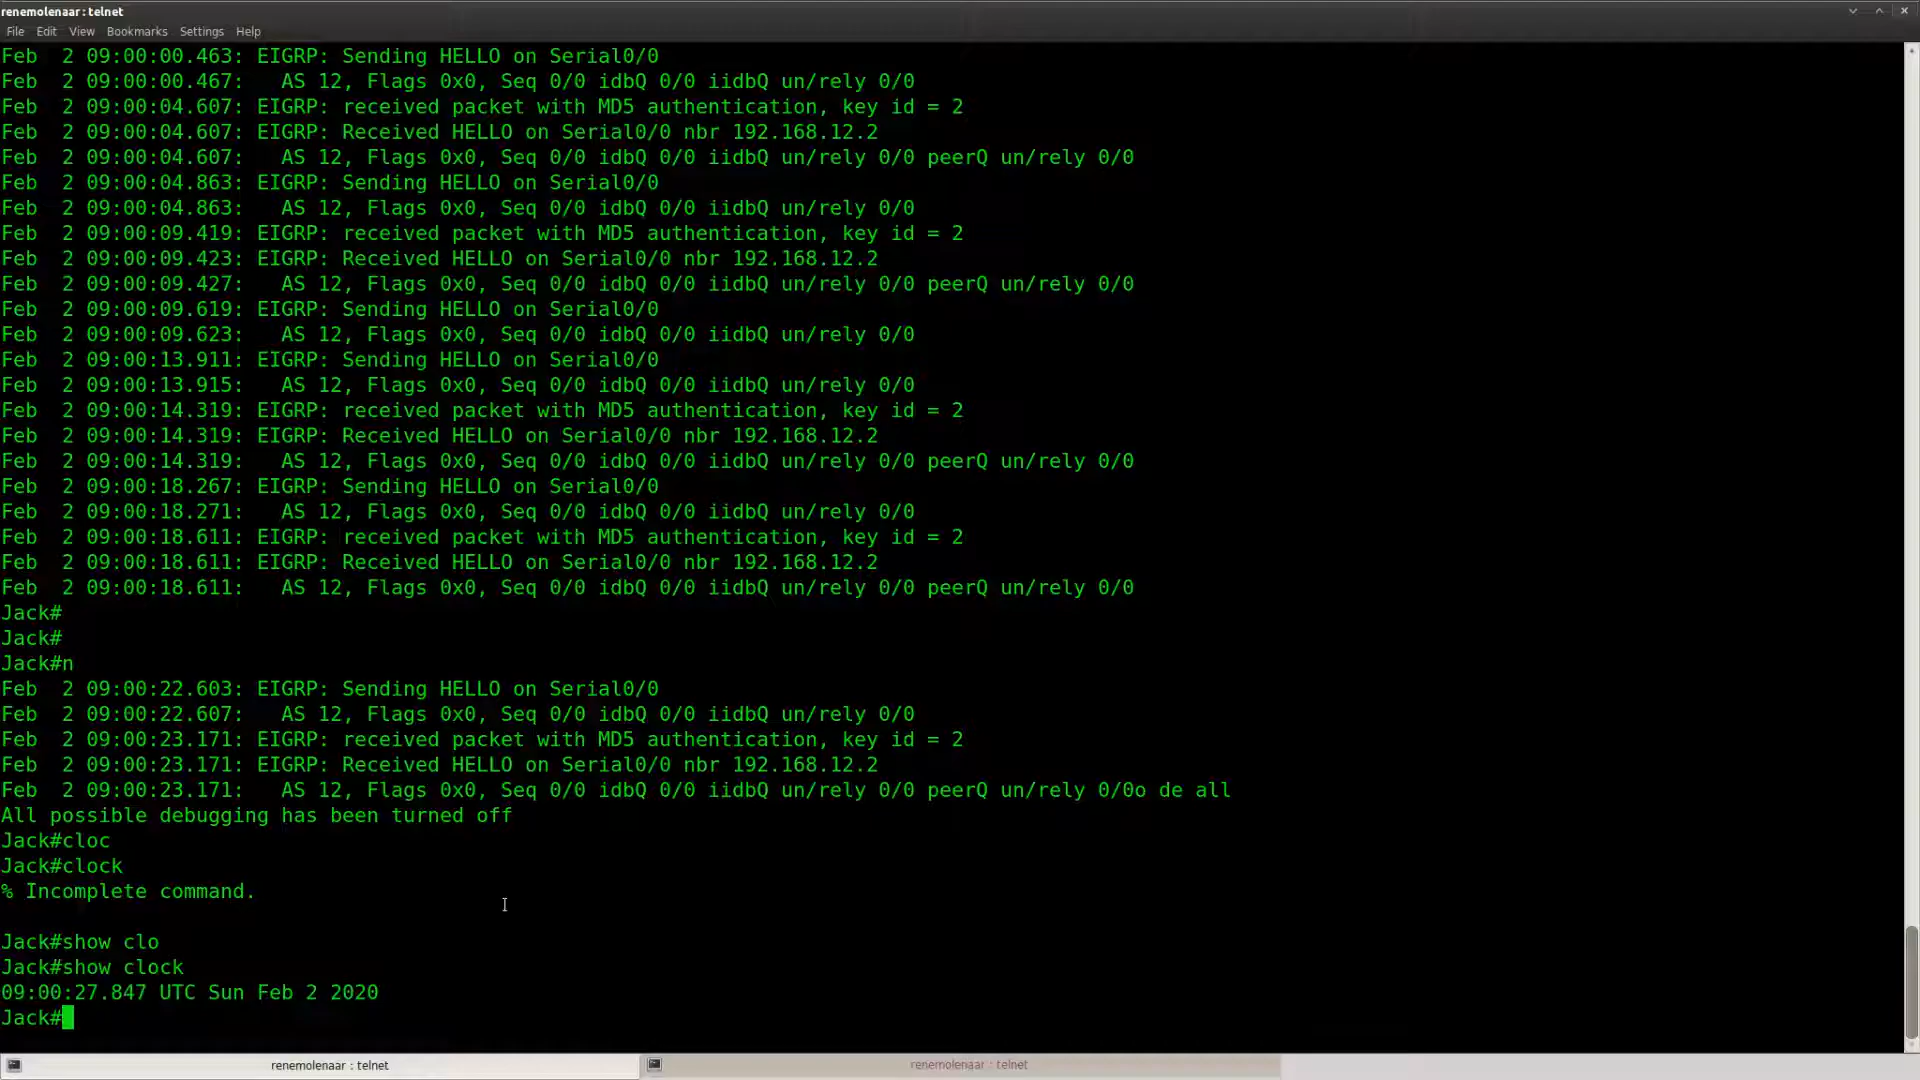 renemolenaar:telnet
File Edit View Bookmarks Settings Help
Feb  2 09:00:00.463: EIGRP: Sending HELLO on Serial0/0
Feb  2 09:00:00.467:   AS 12, Flags 0x0, Seq 0/0 idbQ 0/0 iidbQ un/rely 0/0
Feb  2 09:00:04.607: EIGRP: received packet with MD5 authentication, key id = 2
Feb  2 09:00:04.607: EIGRP: Received HELLO on Serial0/0 nbr 192.168.12.2
Feb  2 09:00:04.607:   AS 12, Flags 0x0, Seq 0/0 idbQ 0/0 iidbQ un/rely 0/0 peerQ un/rely 0/0
Feb  2 09:00:04.863: EIGRP: Sending HELLO on Serial0/0
Feb  2 09:00:04.863:   AS 12, Flags 0x0, Seq 0/0 idbQ 0/0 iidbQ un/rely 0/0
Feb  2 09:00:09.419: EIGRP: received packet with MD5 authentication, key id = 2
Feb  2 09:00:09.423: EIGRP: Received HELLO on Serial0/0 nbr 192.168.12.2
Feb  2 09:00:09.427:   AS 12, Flags 0x0, Seq 0/0 idbQ 0/0 iidbQ un/rely 0/0 peerQ un/rely 0/0
Feb  2 09:00:09.619: EIGRP: Sending HELLO on Serial0/0
Feb  2 09:00:09.623:   AS 12, Flags 0x0, Seq 0/0 idbQ 0/0 iidbQ un/rely 0/0
Feb  2 09:00:13.911: EIGRP: Sending HELLO on Serial0/0
Feb  2 09:00:13.915:   AS 12, Flags 0x0, Seq 0/0 idbQ 0/0 iidbQ un/rely 0/0
Feb  2 09:00:14.319: EIGRP: received packet with MD5 authentication, key id = 2
Feb  2 09:00:14.319: EIGRP: Received HELLO on Serial0/0 nbr 192.168.12.2
Feb  2 09:00:14.319:   AS 12, Flags 0x0, Seq 0/0 idbQ 0/0 iidbQ un/rely 0/0 peerQ un/rely 0/0
Feb  2 09:00:18.267: EIGRP: Sending HELLO on Serial0/0
Feb  2 09:00:18.271:   AS 12, Flags 0x0, Seq 0/0 idbQ 0/0 iidbQ un/rely 0/0
Feb  2 09:00:18.611: EIGRP: received packet with MD5 authentication, key id = 2
Feb  2 09:00:18.611: EIGRP: Received HELLO on Serial0/0 nbr 192.168.12.2
Feb  2 09:00:18.611:   AS 12, Flags 0x0, Seq 0/0 idbQ 0/0 iidbQ un/rely 0/0 peerQ un/rely 0/0
Jack#
Jack#
Jack#n
Feb  2 09:00:22.603: EIGRP: Sending HELLO on Serial0/0
Feb  2 09:00:22.607:   AS 12, Flags 0x0, Seq 0/0 idbQ 0/0 iidbQ un/rely 0/0
Feb  2 09:00:23.171: EIGRP: received packet with MD5 authentication, key id = 2
Feb  2 09:00:23.171: EIGRP: Received HELLO on Serial0/0 nbr 192.168.12.2
Feb  2 09:00:23.171:   AS 12, Flags 0x0, Seq 0/0 idbQ 0/0 iidbQ un/rely 0/0 peerQ un/rely 0/0o de all
All possible debugging has been turned off
Jack#cloc
Jack#clock
% Incomplete command.
Jack#show clo
Jack#show clock
09:00:27.847 UTC Sun Feb 2 2020
Jack#
renemolenaar : telnet
renemolenaar : telnet